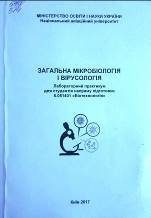 МІНІСТЕРСТВО ОСВІТИ І НАУКИ УКРАЇНИ
Національний авіаційний університет
ЗАГАЛЬНА МІКРОБІОЛОГІЯ
І ВІРУСОЛОГІЯ
Лабораторний практикум
для студентів напряму підготовки
6.051401 «Біотехнологія»
Київ 2017